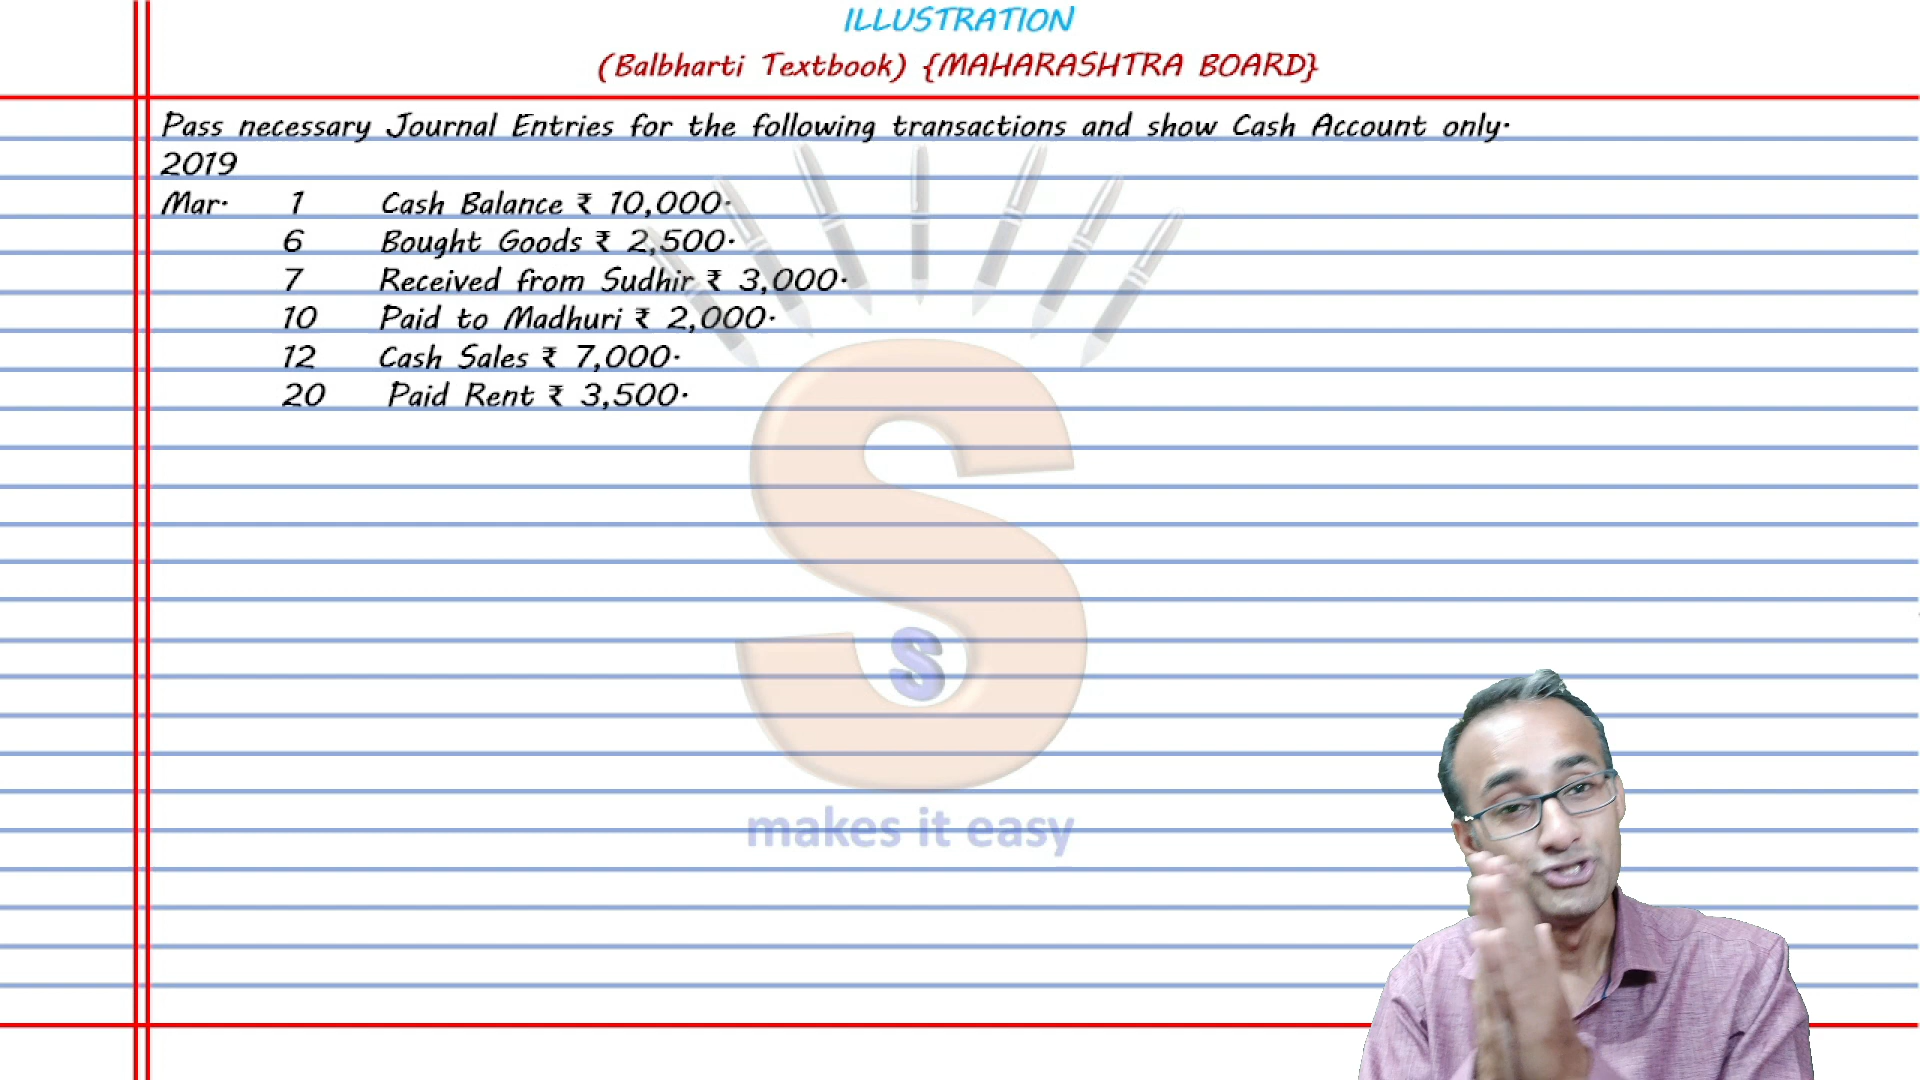 ILLUSTRATION
(Balbharti Textbook) {MAHARASHTRA BOARD}
Pass necessary Journal Entries for the following transactions and show Cash Account only.
2019
Mar. 1 Cash Balance ₹ 10,000.
6 Bought Goods ₹ 2,500.
7 Received from Sudhir ₹ 3,000.
10 Paid to Madhuri ₹ 2,000.
12 Cash Sales ₹ 7,000.
20 Paid Rent ₹ 3,500.
S
S
makes it easy